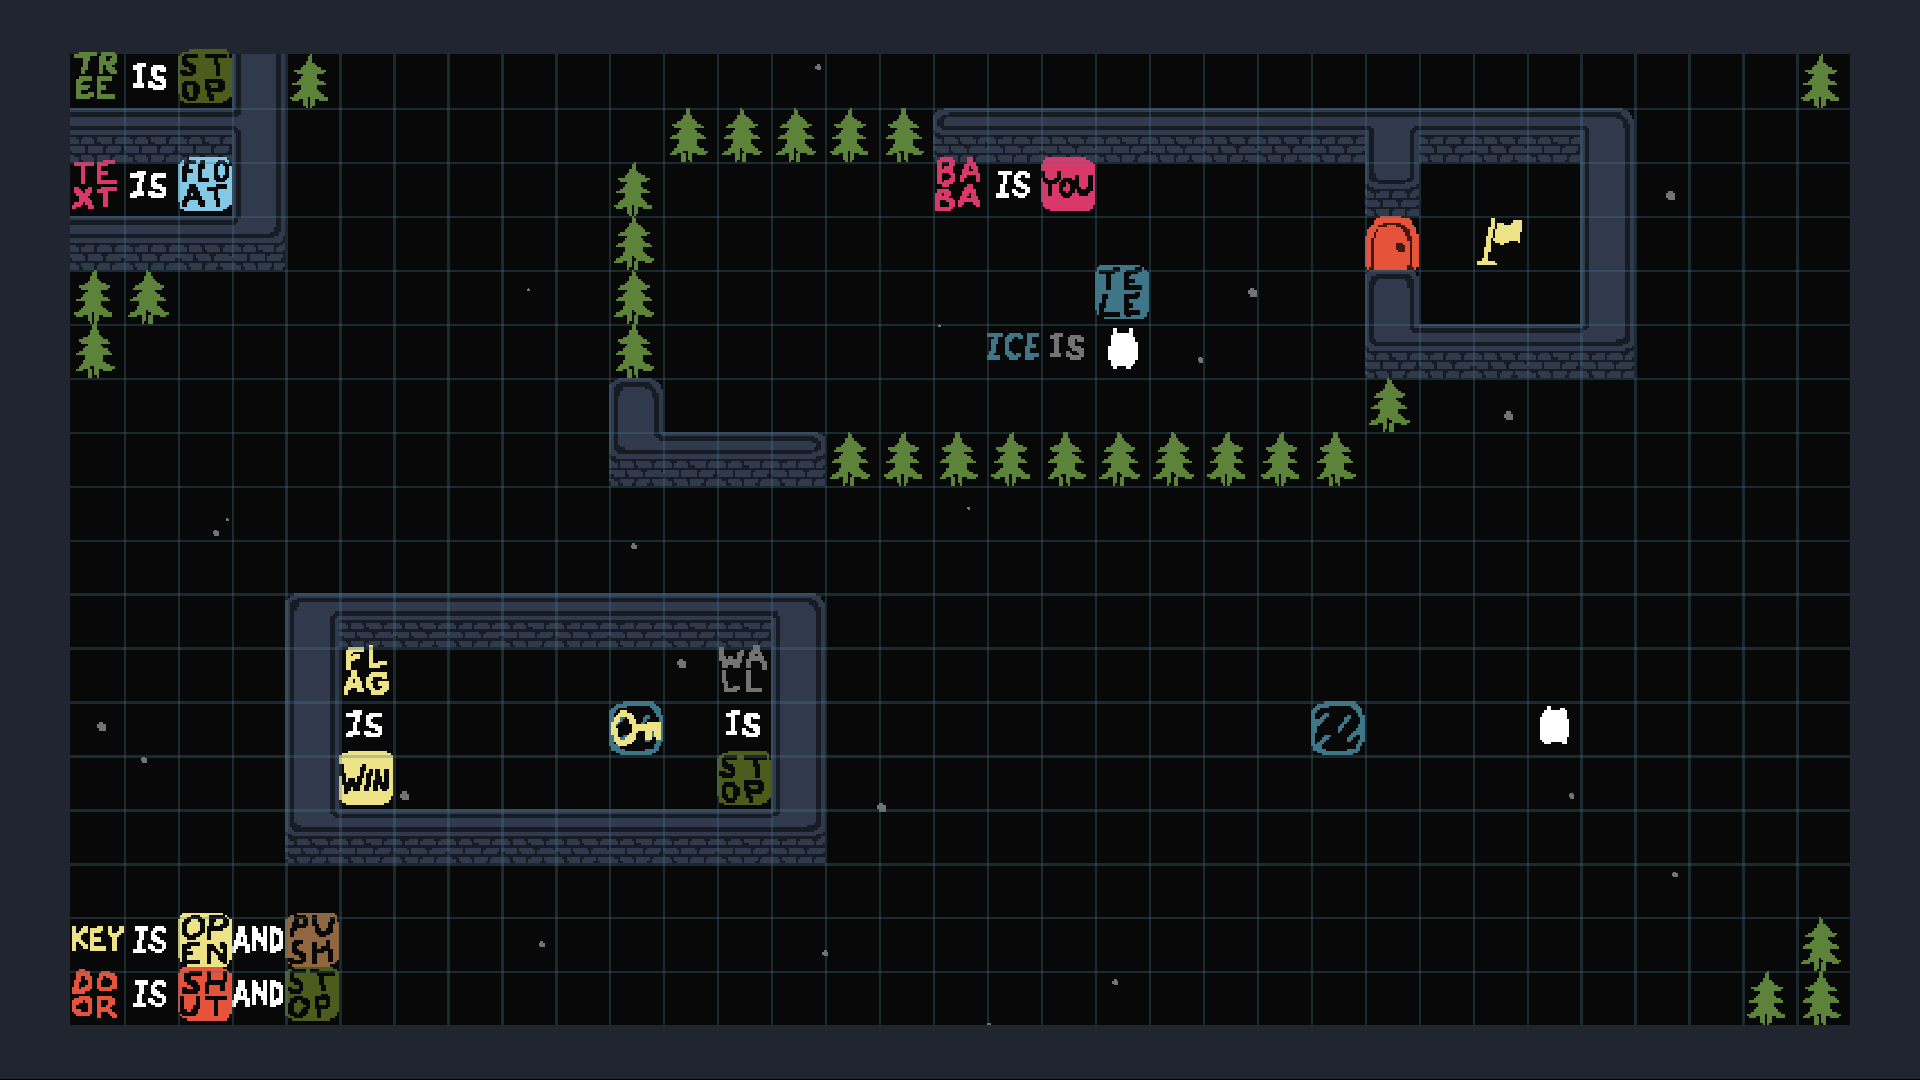 TREE IS STOP
TEXT IS FLOAT
BABA IS YOU
TELE
ICE IS
FLAG WALL
IS IS
WIN STOP
KEY IS OPEN AND PUSH
DOOR IS SHUT AND STOP